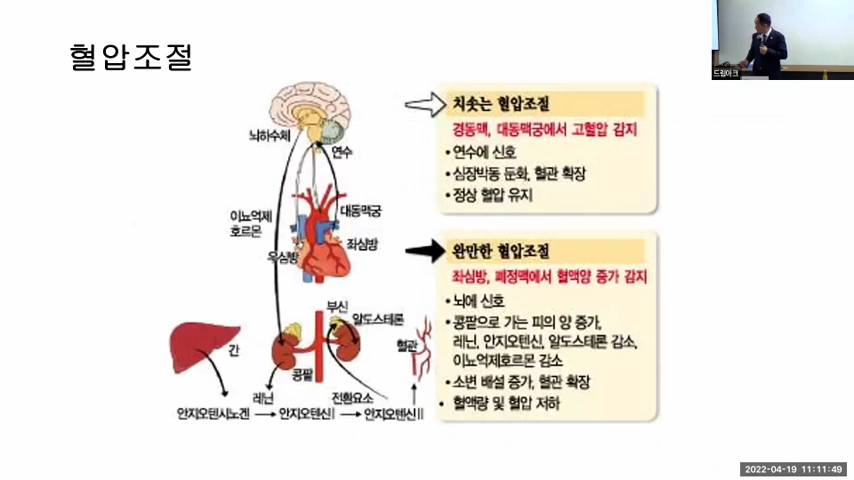 혈압조절
드림아크
뇌하수체
연수
이뇨억제
호르몬
대동맥궁
우심방
좌심방
부신
알도스테론
간
콩팥
혈관
레닌
전환요소
안지오텐시노겐
안지오텐신I
안지오텐신II
치솟는 혈압조절
경동맥, 대동맥궁에서 고혈압 감지
• 연수에 신호
• 심장박동 둔화, 혈관 확장
• 정상 혈압 유지
완만한 혈압조절
좌심방, 폐정맥에서 혈액양 증가 감지
• 뇌에 신호
• 콩팥으로 가는 피의 양 증가,
레닌, 안지오텐신, 알도스테론 감소,
이뇨억제호르몬 감소
• 소변 배설 증가, 혈관 확장
• 혈액량 및 혈압 저하
2022-04-19 11:11:49